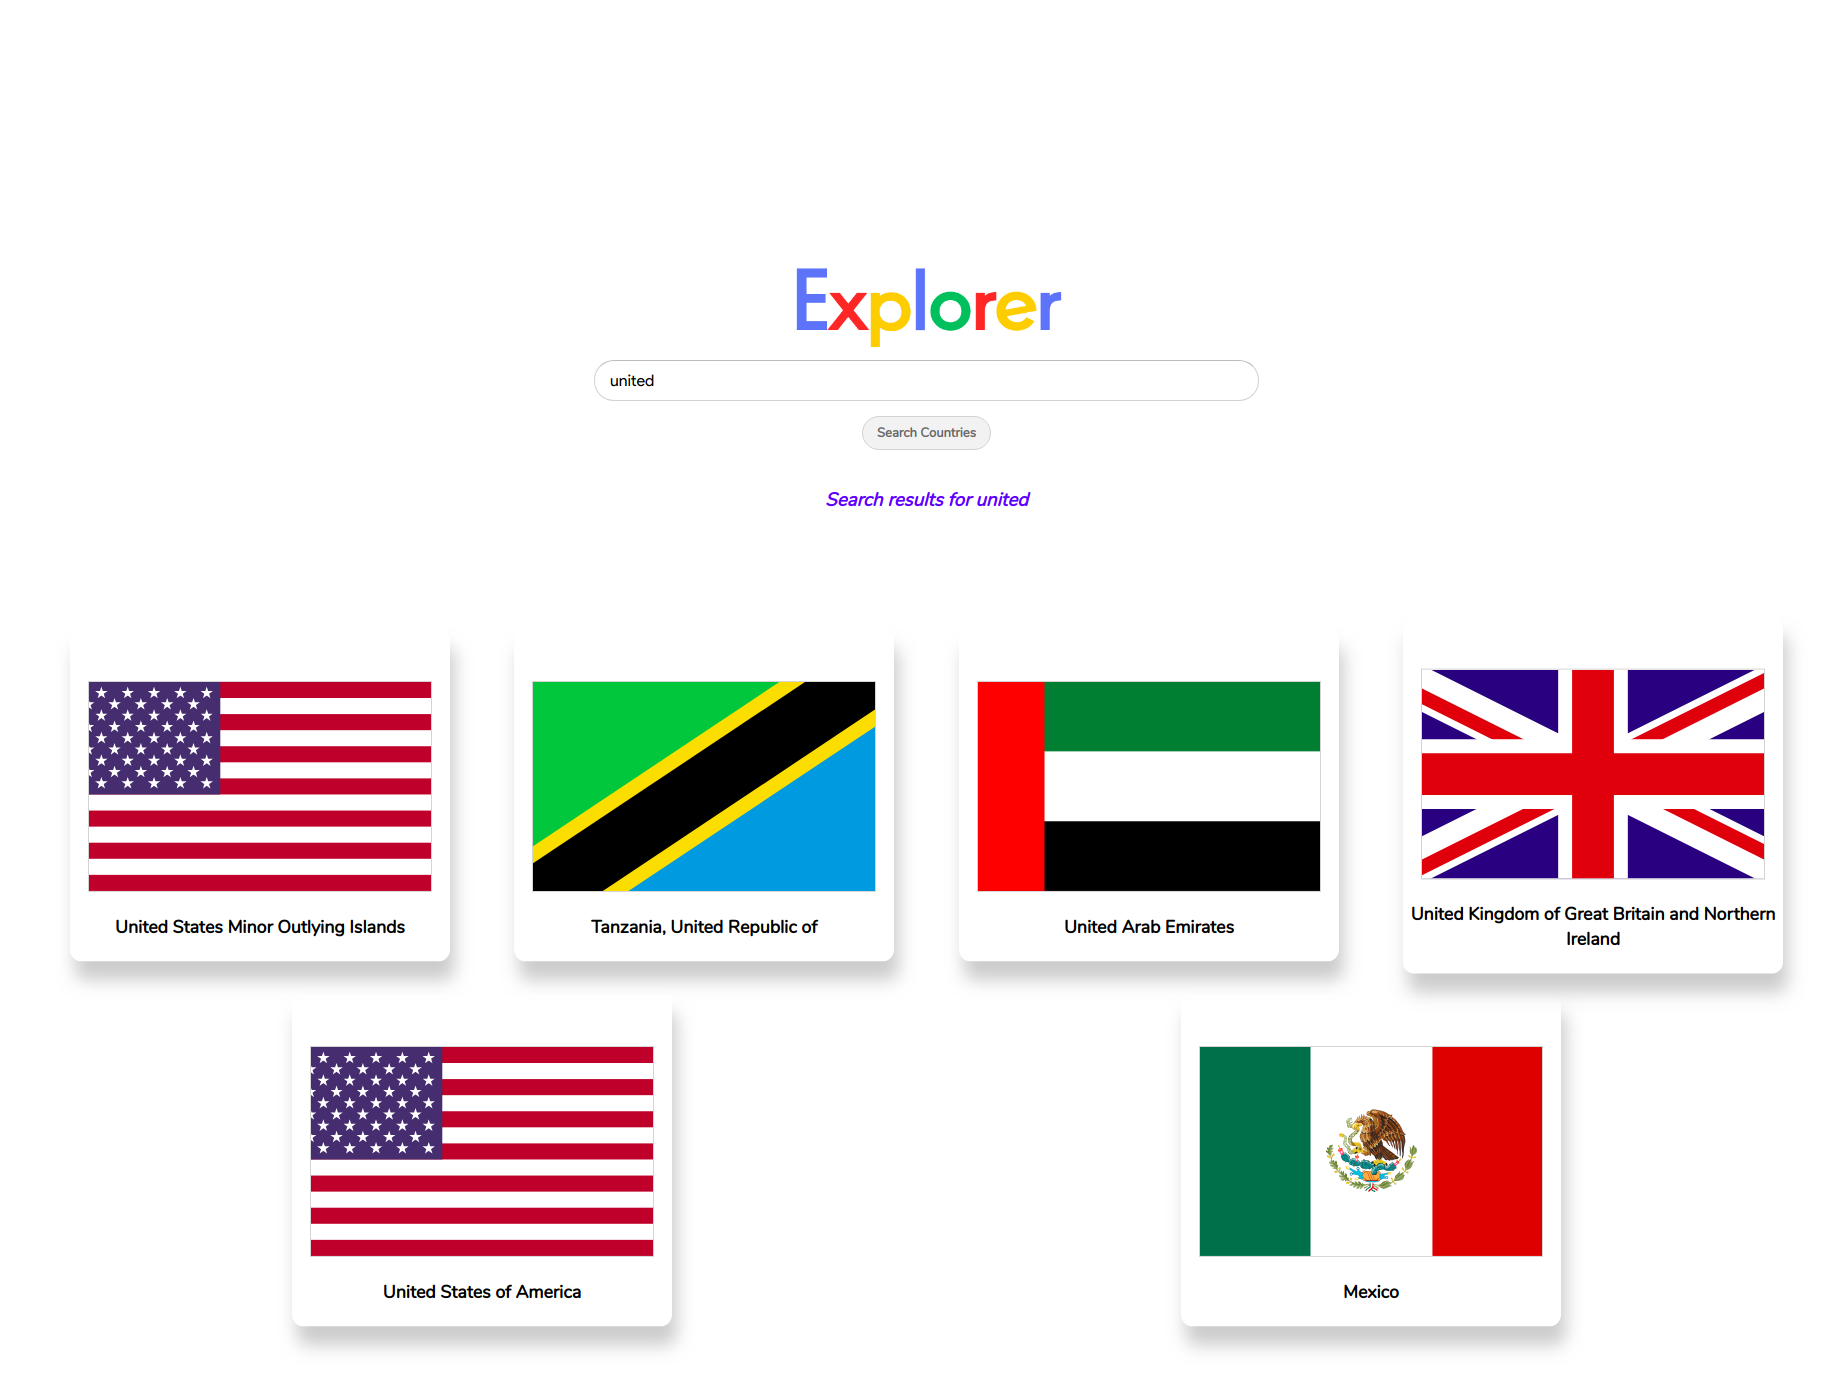 Explorer
united
Search Countries
Search results for united
United States Minor Outlying Islands
Tanzania, United Republic of
United Arab Emirates
United Kingdom of Great Britain and Northern
Ireland
United States of America
Mexico